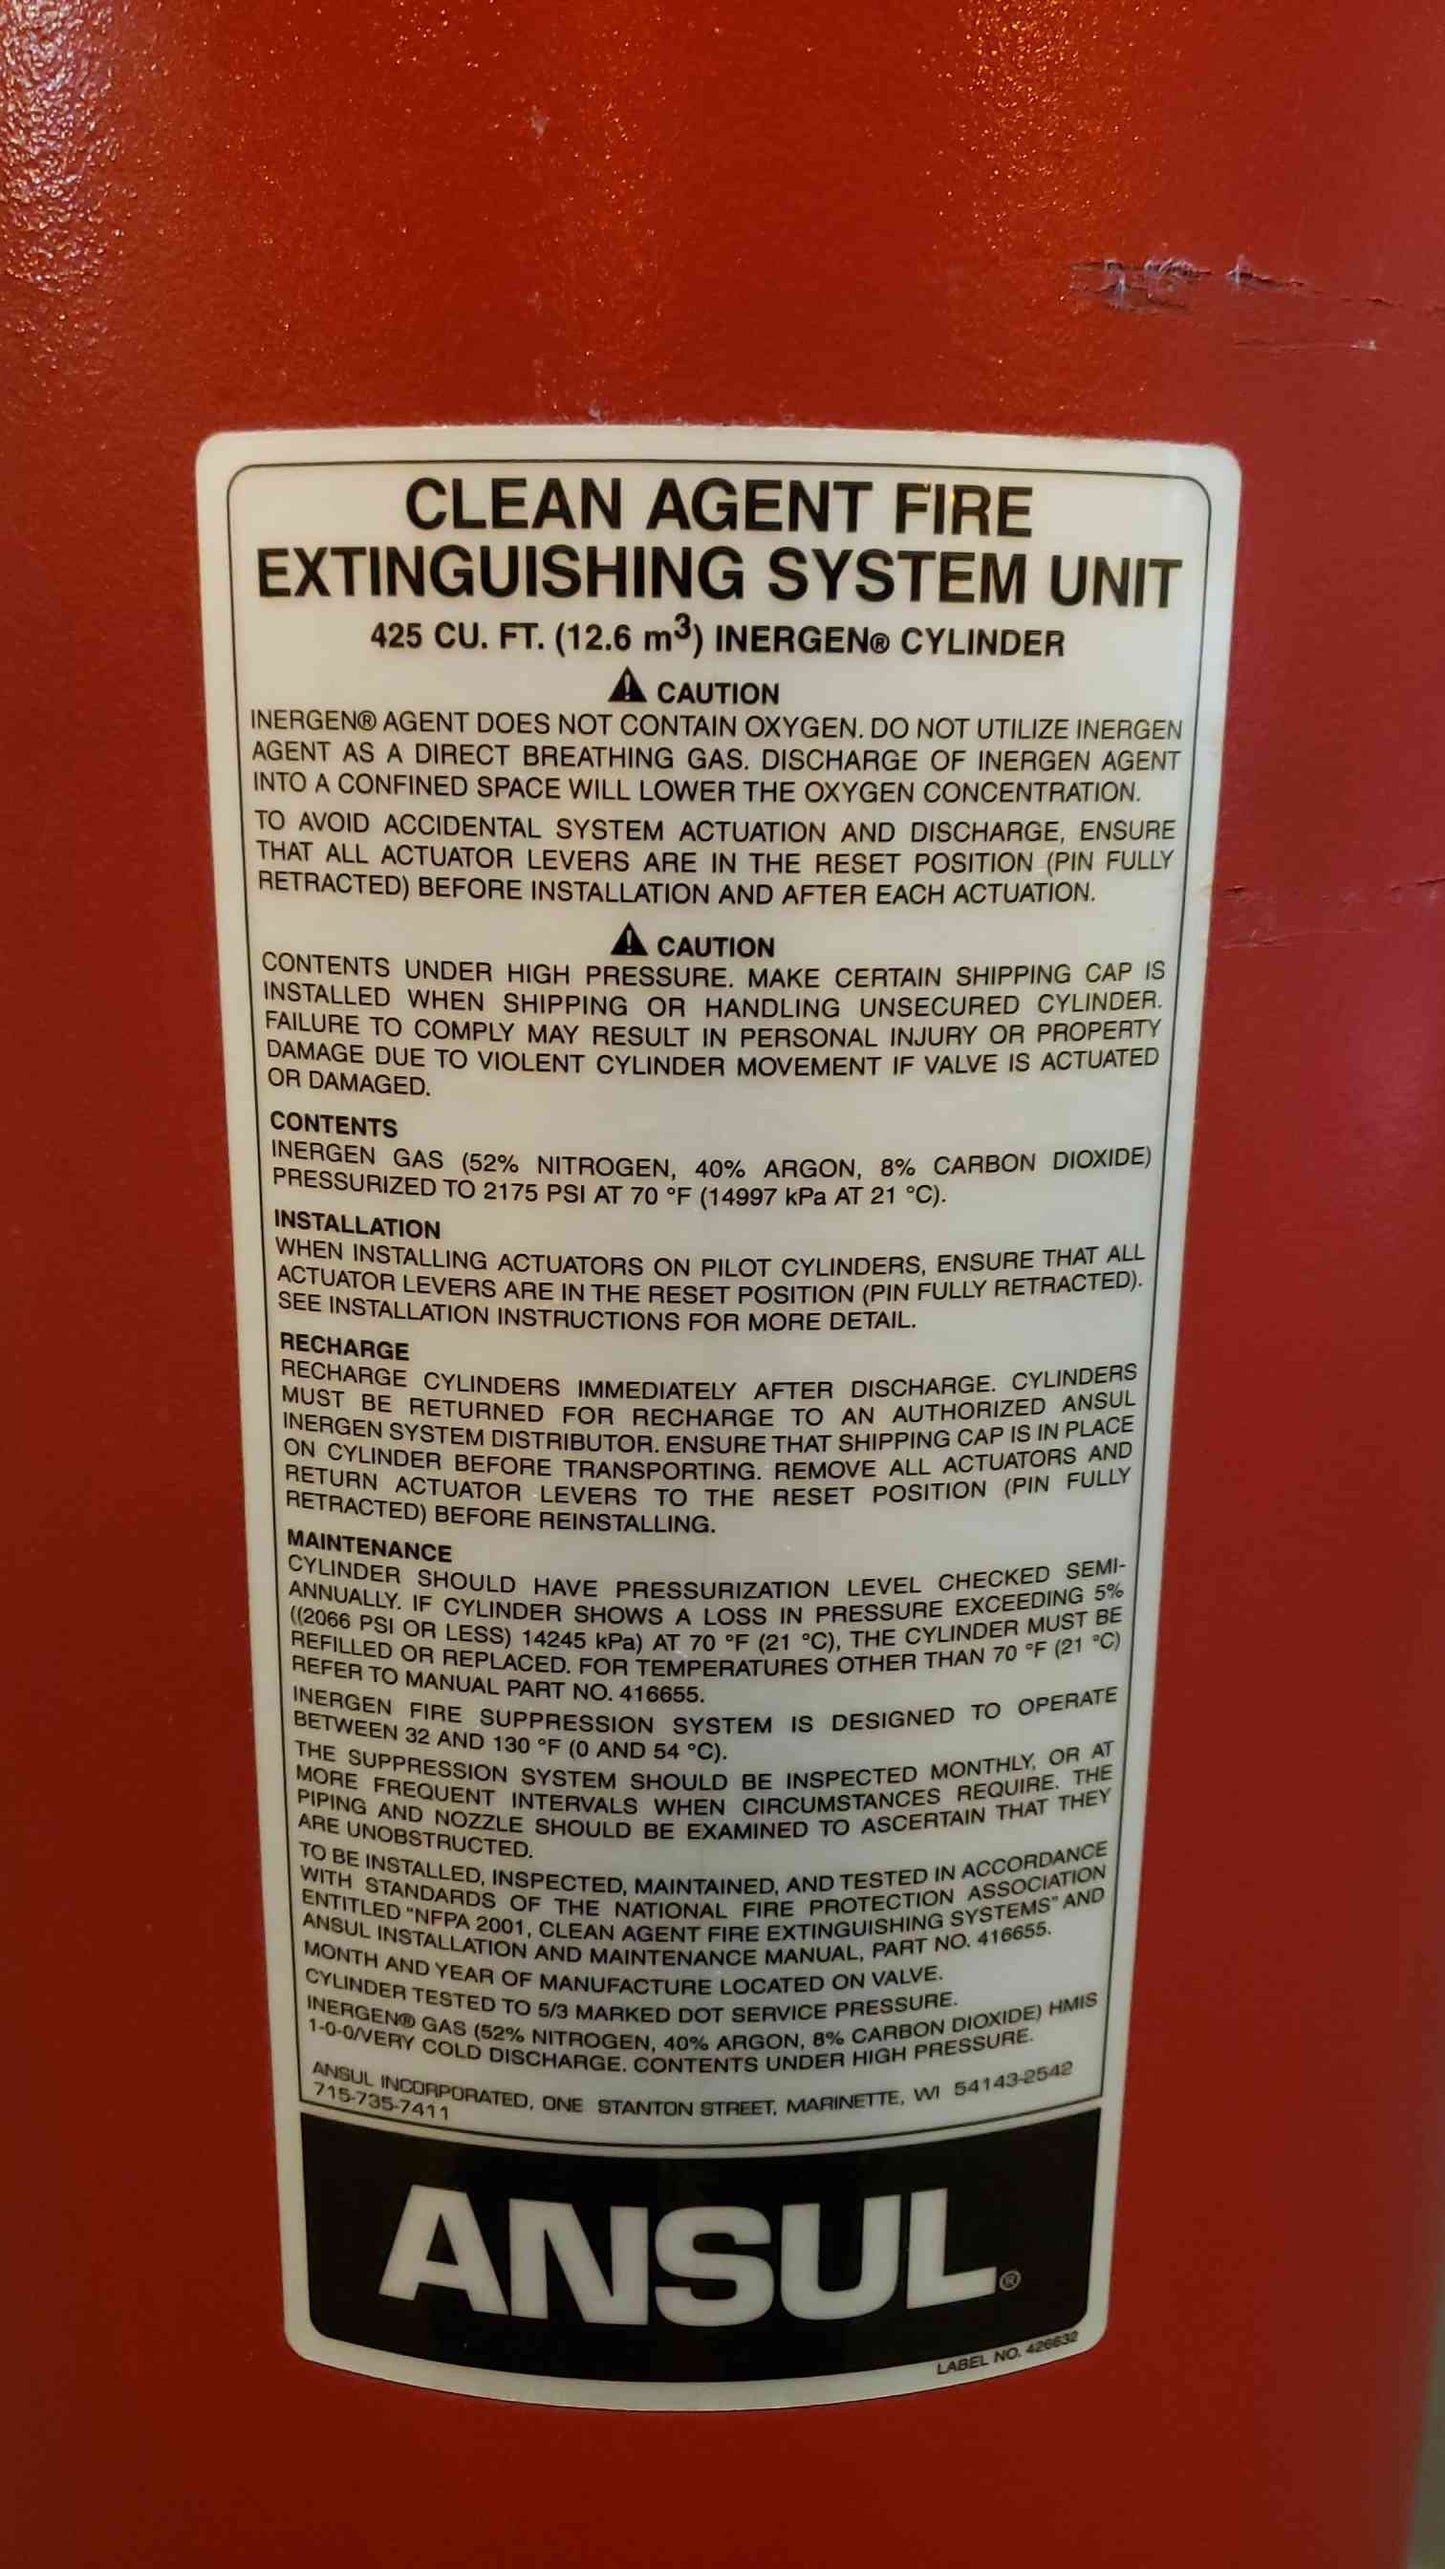 CLEAN AGENT FIRE
EXTINGUISHING SYSTEM UNIT
425 CU. FT. (12.6 m³) INERGEN® CYLINDER
⚠ CAUTION
INERGEN® AGENT DOES NOT CONTAIN OXYGEN. DO NOT UTILIZE INERGEN
AGENT AS A DIRECT BREATHING GAS. DISCHARGE OF INERGEN AGENT
INTO A CONFINED SPACE WILL LOWER THE OXYGEN CONCENTRATION.
TO AVOID ACCIDENTAL SYSTEM ACTUATION AND DISCHARGE, ENSURE
THAT ALL ACTUATOR LEVERS ARE IN THE RESET POSITION (PIN FULLY
RETRACTED) BEFORE INSTALLATION AND AFTER EACH ACTUATION.
⚠ CAUTION
CONTENTS UNDER HIGH PRESSURE. MAKE CERTAIN SHIPPING CAP IS
INSTALLED WHEN SHIPPING OR HANDLING UNSECURED CYLINDER.
FAILURE TO COMPLY MAY RESULT IN PERSONAL INJURY OR PROPERTY
DAMAGE DUE TO VIOLENT CYLINDER MOVEMENT IF VALVE IS ACTUATED
OR DAMAGED.
CONTENTS
INERGEN GAS (52% NITROGEN, 40% ARGON, 8% CARBON DIOXIDE)
PRESSURIZED TO 2175 PSI AT 70 °F (14997 kPa AT 21 °C).
INSTALLATION
WHEN INSTALLING ACTUATORS ON PILOT CYLINDERS, ENSURE THAT ALL
ACTUATOR LEVERS ARE IN THE RESET POSITION (PIN FULLY RETRACTED).
SEE INSTALLATION INSTRUCTIONS FOR MORE DETAIL.
RECHARGE
RECHARGE CYLINDERS IMMEDIATELY AFTER DISCHARGE. CYLINDERS
MUST BE RETURNED FOR RECHARGE TO AN AUTHORIZED ANSUL
INERGEN SYSTEM DISTRIBUTOR. ENSURE THAT SHIPPING CAP IS IN PLACE
ON CYLINDER BEFORE TRANSPORTING. REMOVE ALL ACTUATORS AND
RETURN ACTUATOR LEVERS TO THE RESET POSITION (PIN FULLY
RETRACTED) BEFORE REINSTALLING.
MAINTENANCE
CYLINDER SHOULD HAVE PRESSURIZATION LEVEL CHECKED SEMI-
ANNUALLY. IF CYLINDER SHOWS A LOSS IN PRESSURE EXCEEDING 5%
((2066 PSI OR LESS) 14245 kPa) AT 70 °F (21 °C), THE CYLINDER MUST BE
REFILLED OR REPLACED. FOR TEMPERATURES OTHER THAN 70 °F (21 °C)
REFER TO MANUAL PART NO. 416655.
INERGEN FIRE SUPPRESSION SYSTEM IS DESIGNED TO OPERATE
BETWEEN 32 AND 130 °F (0 AND 54 °C).
THE SUPPRESSION SYSTEM SHOULD BE INSPECTED MONTHLY, OR AT
MORE FREQUENT INTERVALS WHEN CIRCUMSTANCES REQUIRE. THE
PIPING AND NOZZLE SHOULD BE EXAMINED TO ASCERTAIN THAT THEY
ARE UNOBSTRUCTED.
TO BE INSTALLED, INSPECTED, MAINTAINED, AND TESTED IN ACCORDANCE
WITH STANDARDS OF THE NATIONAL FIRE PROTECTION ASSOCIATION
ENTITLED "NFPA 2001, CLEAN AGENT FIRE EXTINGUISHING SYSTEMS" AND
ANSUL INSTALLATION AND MAINTENANCE MANUAL, PART NO. 416655.
MONTH AND YEAR OF MANUFACTURE LOCATED ON VALVE.
CYLINDER TESTED TO 5/3 MARKED DOT SERVICE PRESSURE.
INERGEN® GAS (52% NITROGEN, 40% ARGON, 8% CARBON DIOXIDE) HMIS
1-0-0/VERY COLD DISCHARGE. CONTENTS UNDER HIGH PRESSURE.
ANSUL INCORPORATED, ONE STANTON STREET, MARINETTE, WI 54143-2542
715-735-7411
ANSUL®
LABEL NO. 426632